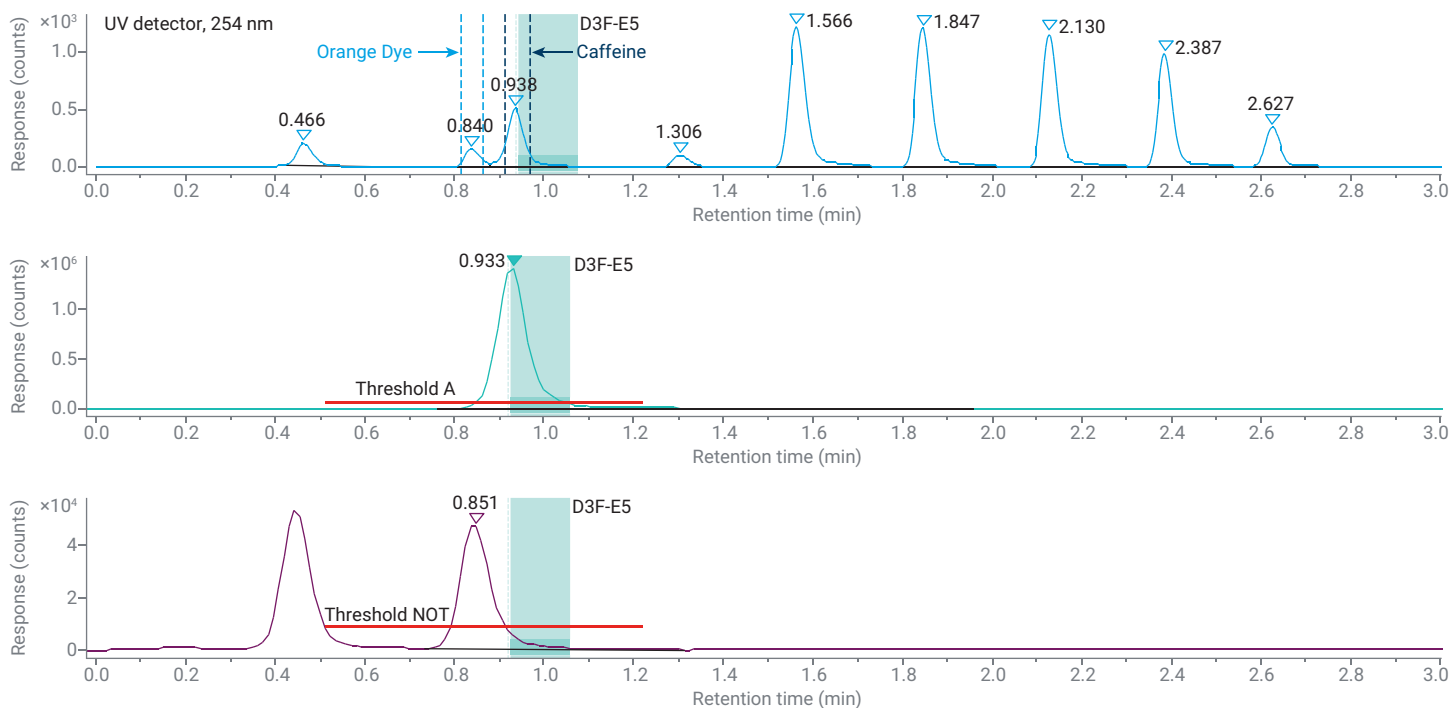 ×10³
UV detector, 254 nm
D3F-E5
1.566
1.847
2.130
2.387
Orange Dye
Caffeine
0.466
0.840
0.938
1.306
2.627
Response (counts)
1.0
0.5
0.0
0.0 0.2 0.4 0.6 0.8 1.0 1.2 1.4 1.6 1.8 2.0 2.2 2.4 2.6 2.8 3.0
Retention time (min)
×10⁶
0.933
D3F-E5
Response (counts)
1.0
0.5
0.0
Threshold A
0.0 0.2 0.4 0.6 0.8 1.0 1.2 1.4 1.6 1.8 2.0 2.2 2.4 2.6 2.8 3.0
Retention time (min)
×10⁴
0.851
D3F-E5
Response (counts)
4
2
0
Threshold NOT
0.0 0.2 0.4 0.6 0.8 1.0 1.2 1.4 1.6 1.8 2.0 2.2 2.4 2.6 2.8 3.0
Retention time (min)